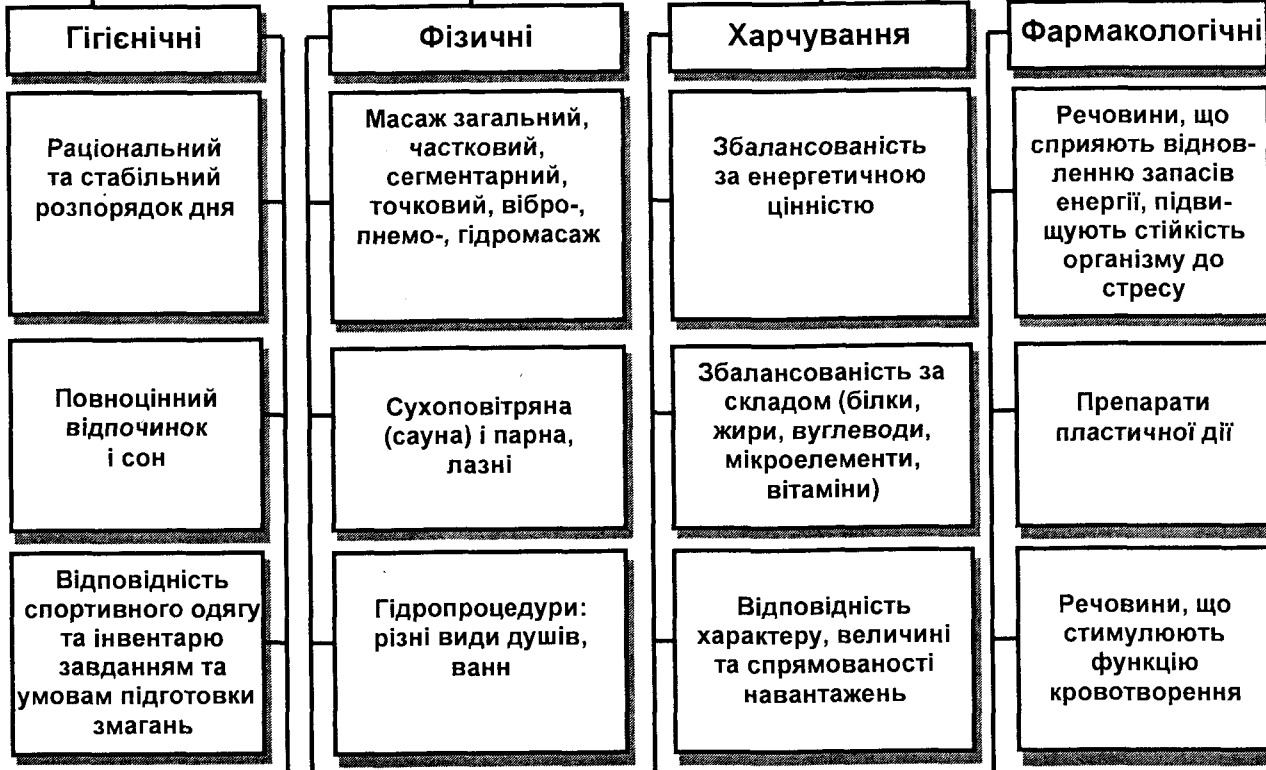 Гігієнічні
Раціональний
та стабільний
розпорядок дня
Повноцінний
відпочинок
і сон
Відповідність
спортивного одягу
та інвентарю
завданням та
умовам підготовки
змагань
Фізичні
Масаж загальний,
частковий,
сегментарний,
точковий, вібро-,
пнемо-, гідромасаж
Сухоповітряна
(сауна) і парна,
лазні
Гідропроцедури:
різні види душів,
ванн
Харчування
Збалансованість
за енергетичною
цінністю
Збалансованість за
складом (білки,
жири, вуглеводи,
мікроелементи,
вітаміни)
Відповідність
характеру, величині
та спрямованості
навантажень
Фармакологічні
Речовини, що
сприяють віднов-
ленню запасів
енергії, підви-
щують стійкість
організму до
стресу
Препарати
пластичної дії
Речовини, що
стимулюють
функцію
кровотворення